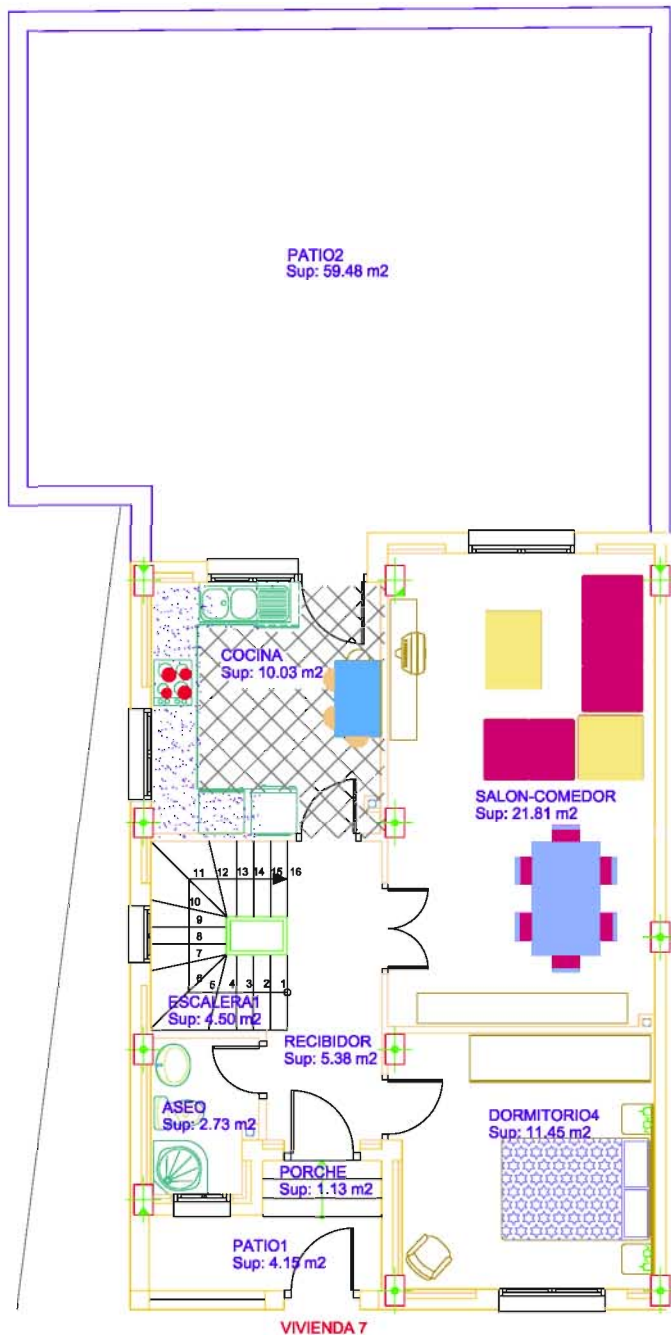 PATIO2
Sup: 59.48 m2
COCINA
Sup: 10.03 m2
SALON-COMEDOR
Sup: 21.81 m2
11
12
13
14
15
16
10
9
8
7
6
5
4
3
2
1
ESCALERA1
Sup: 4.50 m2
RECIBIDOR
Sup: 5.38 m2
ASEO
Sup: 2.73 m2
DORMITORIO4
Sup: 11.45 m2
PORCHE
Sup: 1.13 m2
PATIO1
Sup: 4.15 m2
VIVIENDA 7